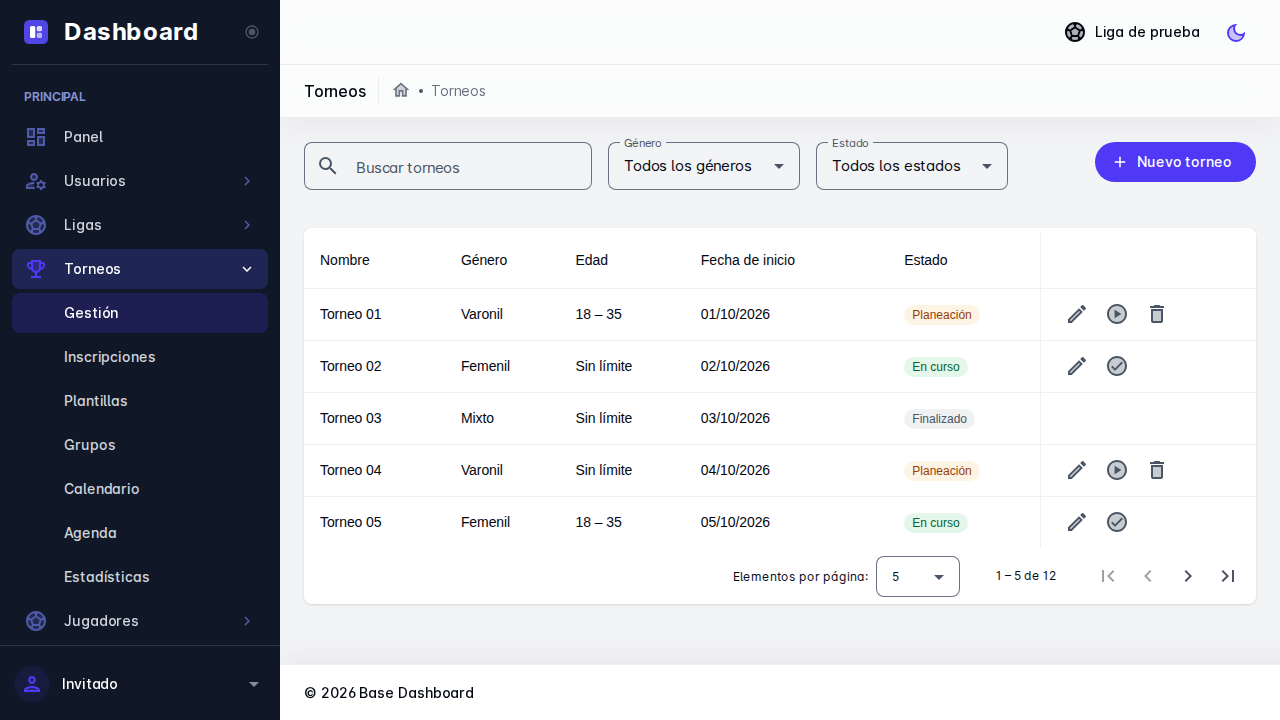 Dashboard
PRINCIPAL
Panel
Usuarios
Ligas
Torneos
Gestión
Inscripciones
Plantillas
Grupos
Calendario
Agenda
Estadísticas
Jugadores
Invitado
Liga de prueba
Torneos • Torneos
Buscar torneos
Género
Todos los géneros
Estado
Todos los estados
Nuevo torneo
Nombre Género Edad Fecha de inicio Estado
Torneo 01 Varonil 18 – 35 01/10/2026 Planeación
Torneo 02 Femenil Sin límite 02/10/2026 En curso
Torneo 03 Mixto Sin límite 03/10/2026 Finalizado
Torneo 04 Varonil Sin límite 04/10/2026 Planeación
Torneo 05 Femenil 18 – 35 05/10/2026 En curso
Elementos por página: 5 1 – 5 de 12
© 2026 Base Dashboard